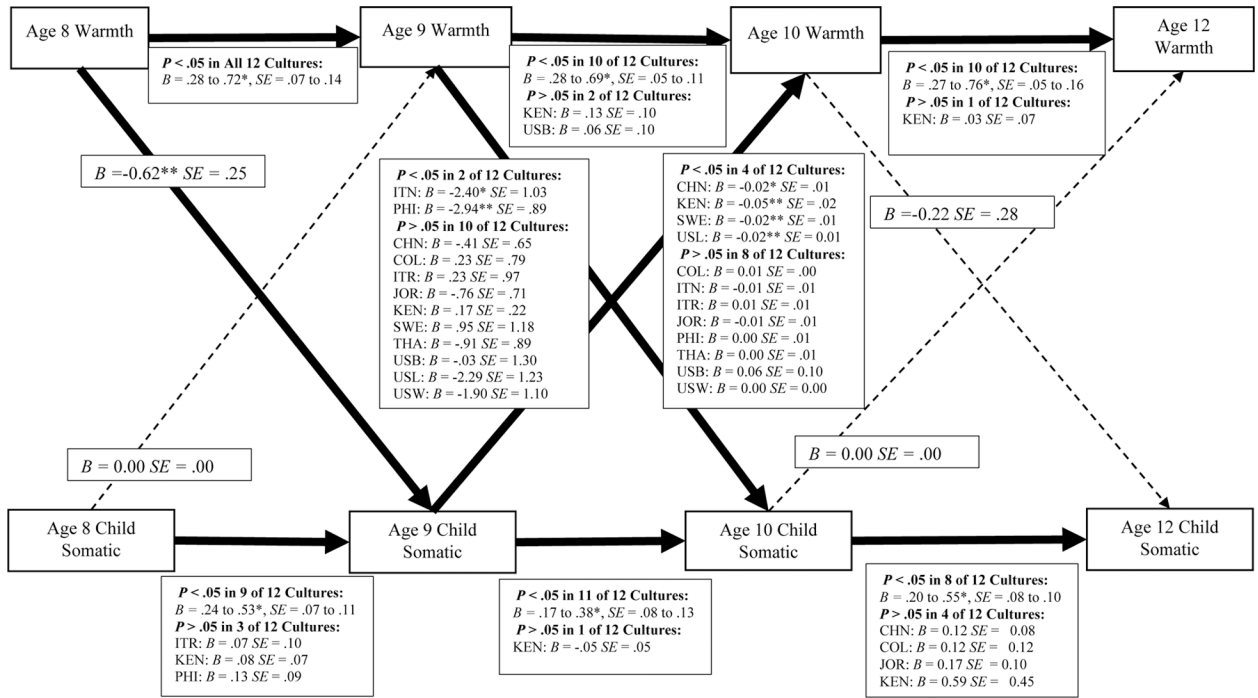 Age 8 Warmth
Age 9 Warmth
Age 10 Warmth
Age 12
Warmth
P < .05 in All 12 Cultures:
B = .28 to .72*, SE = .07 to .14
P < .05 in 10 of 12 Cultures:
B = .28 to .69*, SE = .05 to .11
P > .05 in 2 of 12 Cultures:
KEN: B = .13 SE = .10
USB: B = .06 SE = .10
P < .05 in 10 of 12 Cultures:
B = .27 to .76*, SE = .05 to .16
P > .05 in 1 of 12 Cultures:
KEN: B = .03 SE = .07
B =-0.62** SE = .25
P < .05 in 2 of 12 Cultures:
ITN: B = -2.40* SE = 1.03
PHI: B = -2.94** SE = .89
P > .05 in 10 of 12 Cultures:
CHN: B = -.41 SE = .65
COL: B = .23 SE = .79
ITR: B = .23 SE = .97
JOR: B = -.76 SE = .71
KEN: B = .17 SE = .22
SWE: B = .95 SE = 1.18
THA: B = -.91 SE = .89
USB: B = -.03 SE = 1.30
USL: B = -2.29 SE = 1.23
USW: B = -1.90 SE = 1.10
P < .05 in 4 of 12 Cultures:
CHN: B = -0.02* SE = .01
KEN: B = -0.05** SE = .02
SWE: B = -0.02** SE = .01
USL: B = -0.02** SE = 0.01
P > .05 in 8 of 12 Cultures:
COL: B = 0.01 SE = .00
ITN: B = -0.01 SE = .01
ITR: B = 0.01 SE = .01
JOR: B = -0.01 SE = .01
PHI: B = 0.00 SE = .01
THA: B = 0.00 SE = .01
USB: B = 0.06 SE = 0.10
USW: B = 0.00 SE = 0.00
B =-0.22 SE = .28
B = 0.00 SE = .00
B = 0.00 SE = .00
Age 8 Child
Somatic
Age 9 Child
Somatic
Age 10 Child
Somatic
Age 12 Child
Somatic
P < .05 in 9 of 12 Cultures:
B = .24 to .53*, SE = .07 to .11
P > .05 in 3 of 12 Cultures:
ITR: B = .07 SE = .10
KEN: B = .08 SE = .07
PHI: B = .13 SE = .09
P < .05 in 11 of 12 Cultures:
B = .17 to .38*, SE = .08 to .13
P > .05 in 1 of 12 Cultures:
KEN: B = -.05 SE = .05
P < .05 in 8 of 12 Cultures:
B = .20 to .55*, SE = .08 to .10
P > .05 in 4 of 12 Cultures:
CHN: B = 0.12 SE = 0.08
COL: B = 0.12 SE = 0.12
JOR: B = 0.17 SE = 0.10
KEN: B = 0.59 SE = 0.45